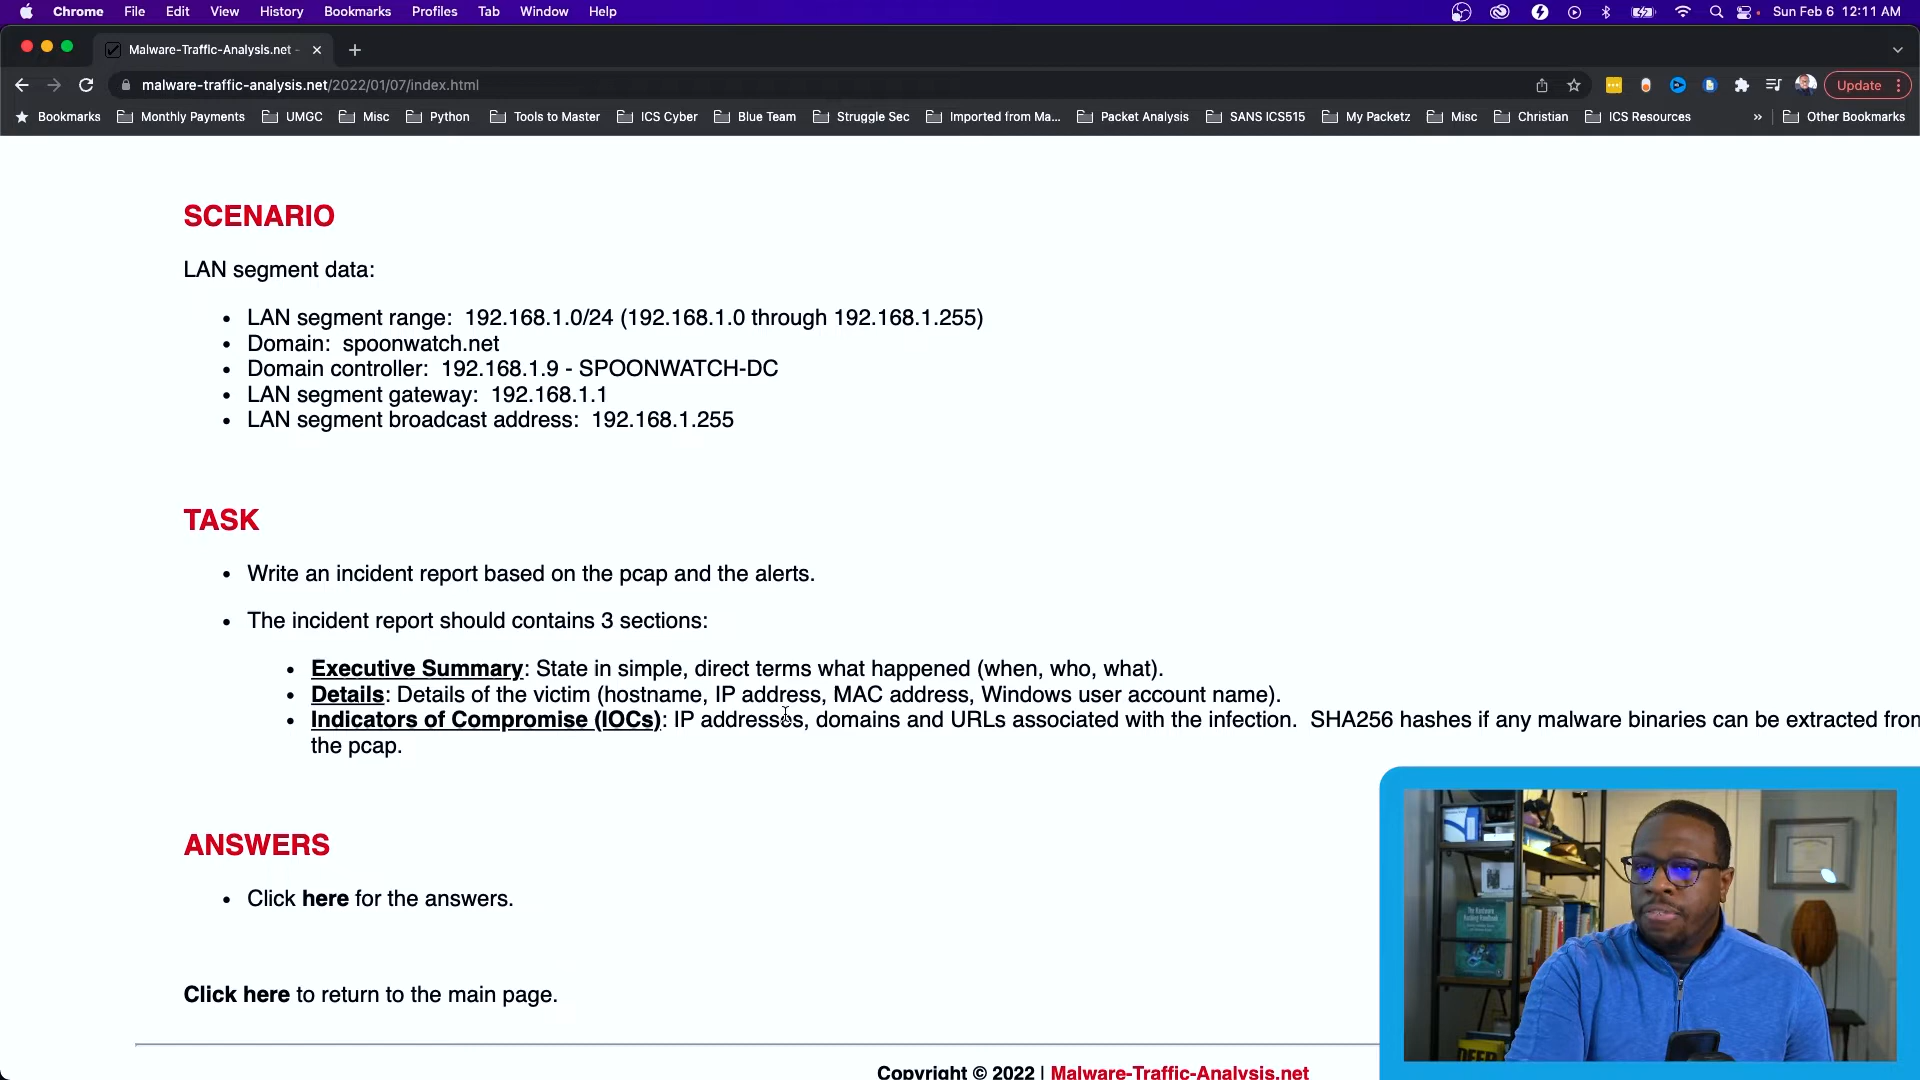 Chrome File Edit View History Bookmarks Profiles Tab Window Help Sun Feb 6 12:11 AM
Malware-Traffic-Analysis.net -
malware-traffic-analysis.net/2022/01/07/index.html Update
Bookmarks Monthly Payments UMGC Misc Python Tools to Master ICS Cyber Blue Team Struggle Sec Imported from Ma... Packet Analysis SANS ICS515 My Packetz Misc Christian ICS Resources » Other Bookmarks
SCENARIO
LAN segment data:
• LAN segment range: 192.168.1.0/24 (192.168.1.0 through 192.168.1.255)
• Domain: spoonwatch.net
• Domain controller: 192.168.1.9 - SPOONWATCH-DC
• LAN segment gateway: 192.168.1.1
• LAN segment broadcast address: 192.168.1.255
TASK
• Write an incident report based on the pcap and the alerts.
• The incident report should contains 3 sections:
• Executive Summary: State in simple, direct terms what happened (when, who, what).
• Details: Details of the victim (hostname, IP address, MAC address, Windows user account name).
• Indicators of Compromise (IOCs): IP addresses, domains and URLs associated with the infection. SHA256 hashes if any malware binaries can be extracted from
the pcap.
ANSWERS
• Click here for the answers.
Click here to return to the main page.
Copyright © 2022 | Malware-Traffic-Analysis.net